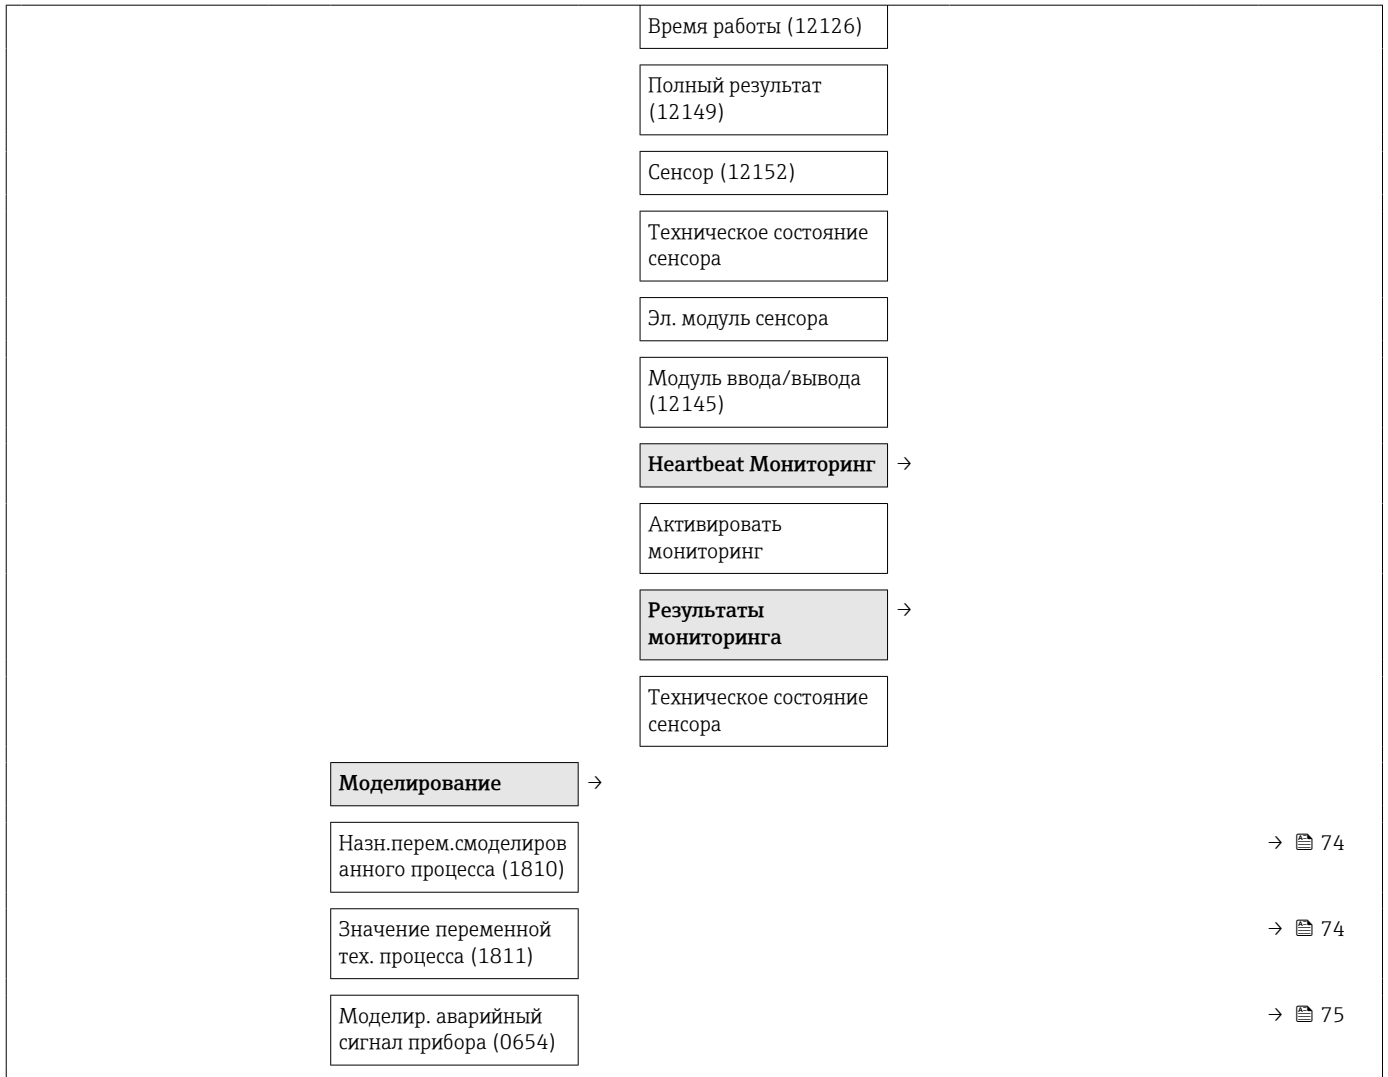 Время работы (12126)
Полный результат
(12149)
Сенсор (12152)
Техническое состояние
сенсора
Эл. модуль сенсора
Модуль ввода/вывода
(12145)
Heartbeat Мониторинг →
Активировать
мониторинг
Результаты →
мониторинга
Техническое состояние
сенсора
Моделирование →
Назн.перем.смоделиров → 74
анного процесса (1810)
Значение переменной → 74
тех. процесса (1811)
Моделир. аварийный → 75
сигнал прибора (0654)